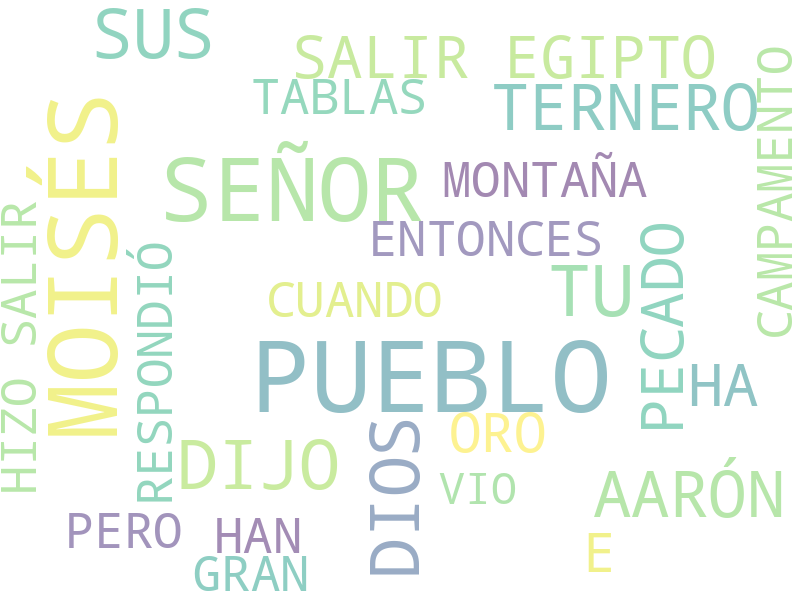 SUS
SALIR EGIPTO
TABLAS
TERNERO
CAMPAMENTO
MOISÉS
SEÑOR
MONTAÑA
ENTONCES
HIZO SALIR
RESPONDIÓ
CUANDO
TU
PECADO
PUEBLO
HA
DIJO
DIOS
ORO
VIO
AARÓN
PERO
HAN
GRAN
E